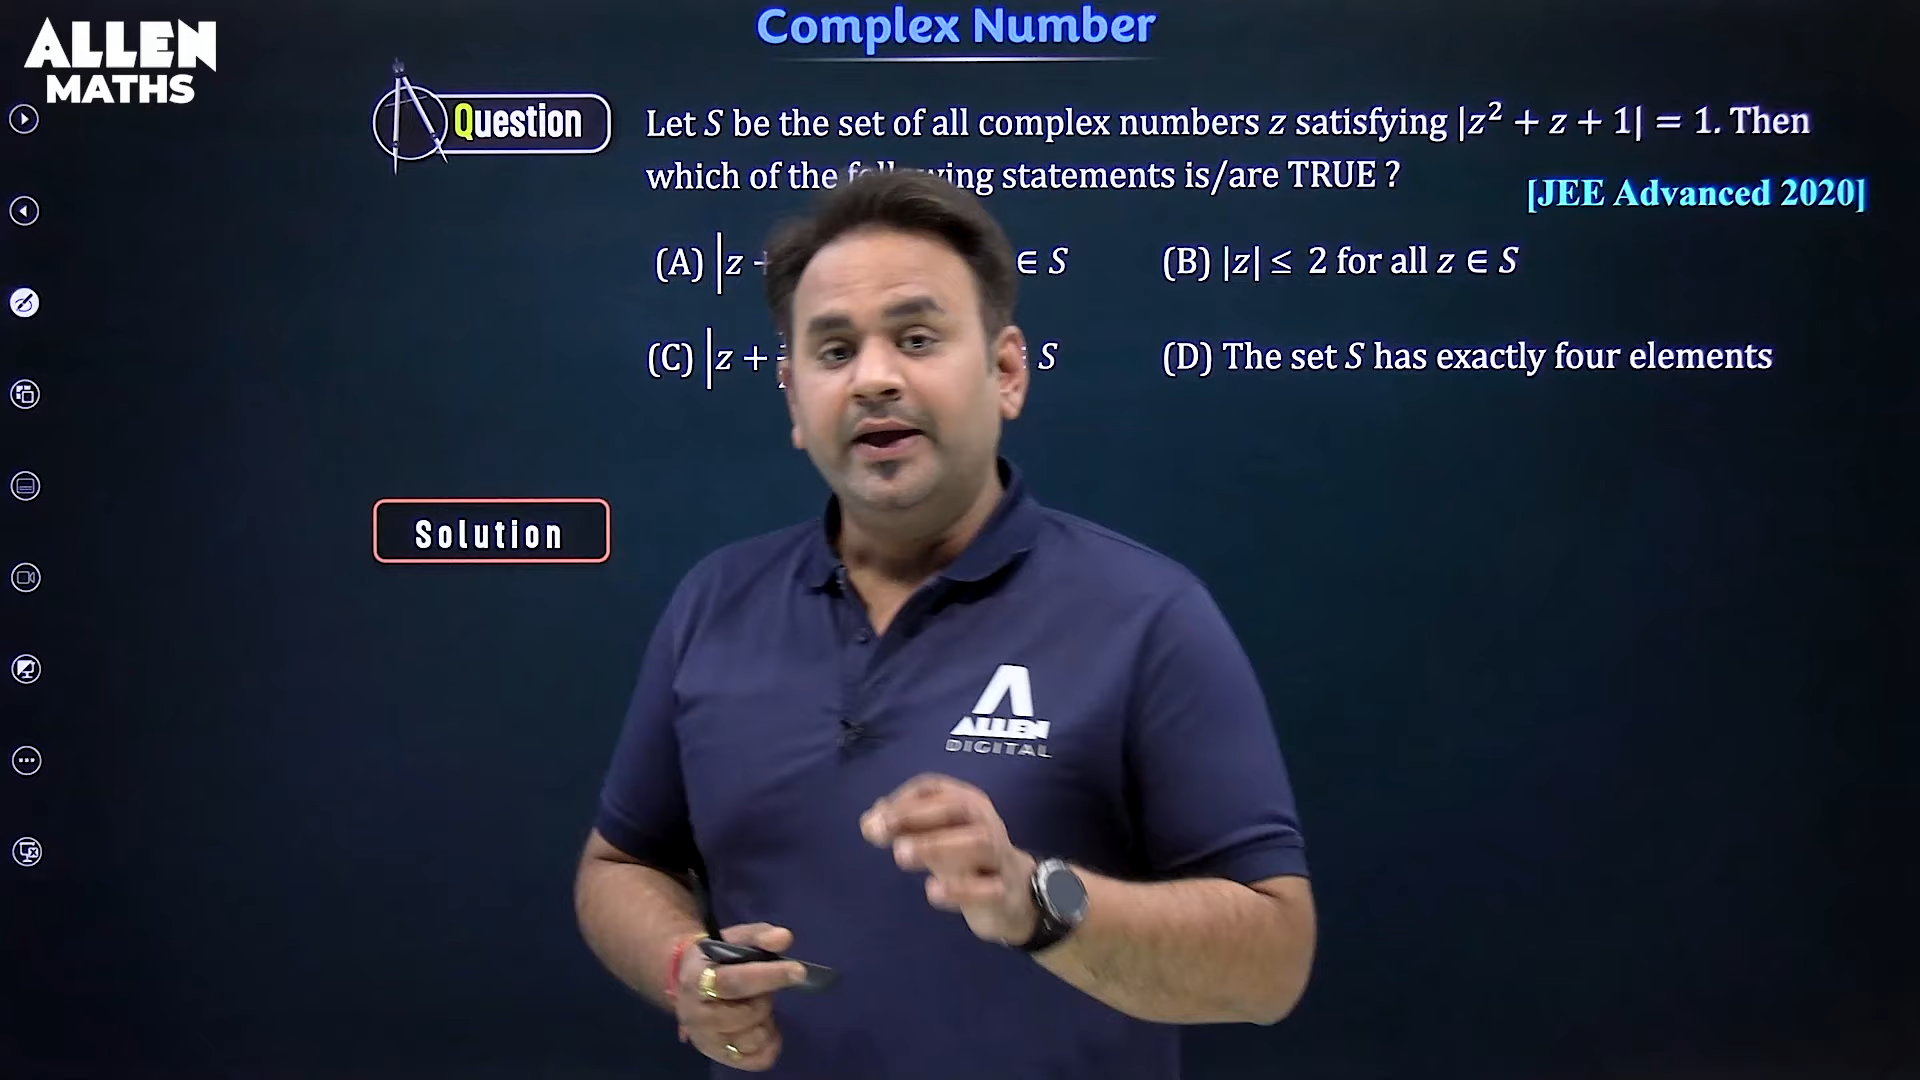 Complex Number
ALLEN
MATHS
Question
Let S be the set of all complex numbers z satisfying |z² + z + 1| = 1. Then
which of the following statements is/are TRUE ?
[JEE Advanced 2020]
(A) |z + ∈ S
(B) |z| ≤ 2 for all z ∈ S
(C) |z + S
(D) The set S has exactly four elements
Solution
ALLEN
DIGITAL